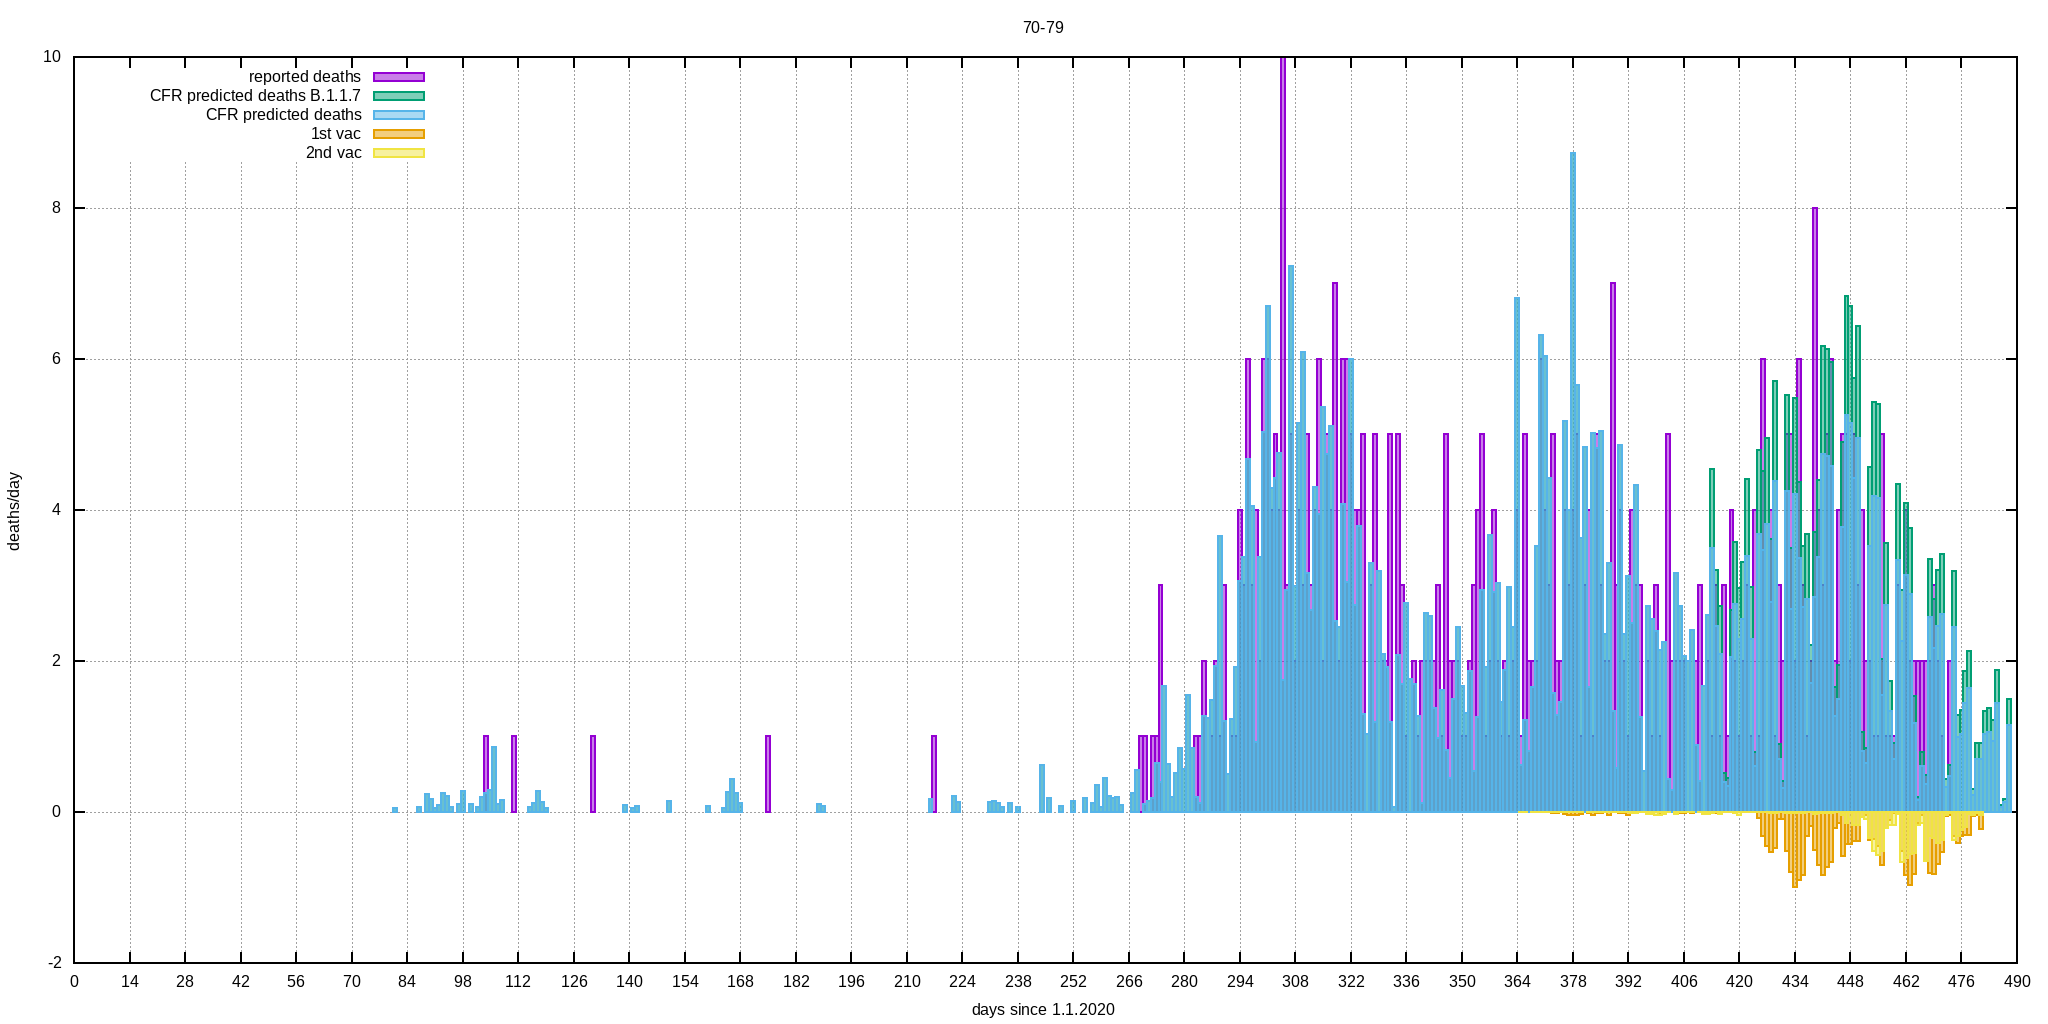 70-79
reported deaths
CFR predicted deaths B.1.1.7
CFR predicted deaths
1st vac
2nd vac
10
8
6
4
2
0
-2
deaths/day
0 14 28 42 56 70 84 98 112 126 140 154 168 182 196 210 224 238 252 266 280 294 308 322 336 350 364 378 392 406 420 434 448 462 476 490
days since 1.1.2020